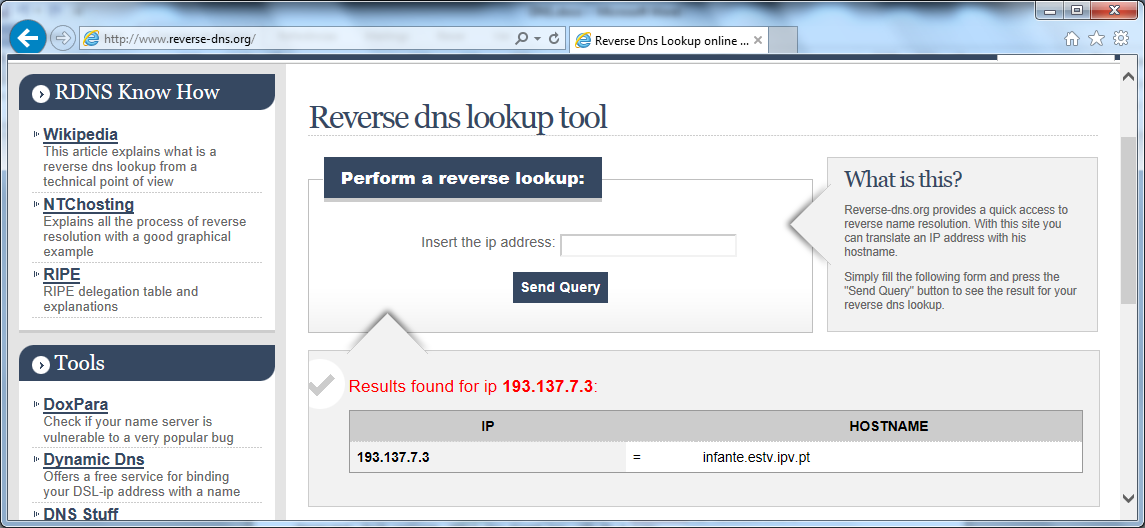 http://www.reverse-dns.org/
Reverse Dns Lookup online ...
RDNS Know How
Wikipedia
This article explains what is a
reverse dns lookup from a
technical point of view
NTChosting
Explains all the process of reverse
resolution with a good graphical
example
RIPE
RIPE delegation table and
explanations
Tools
DoxPara
Check if your name server is
vulnerable to a very popular bug
Dynamic Dns
Offers a free service for binding
your DSL-ip address with a name
DNS Stuff
Reverse dns lookup tool
Perform a reverse lookup:
Insert the ip address:
Send Query
What is this?
Reverse-dns.org provides a quick access to
reverse name resolution. With this site you
can translate an IP address with his
hostname.
Simply fill the following form and press the
"Send Query" button to see the result for your
reverse dns lookup.
Results found for ip 193.137.7.3:
IP HOSTNAME
193.137.7.3 = infante.estv.ipv.pt